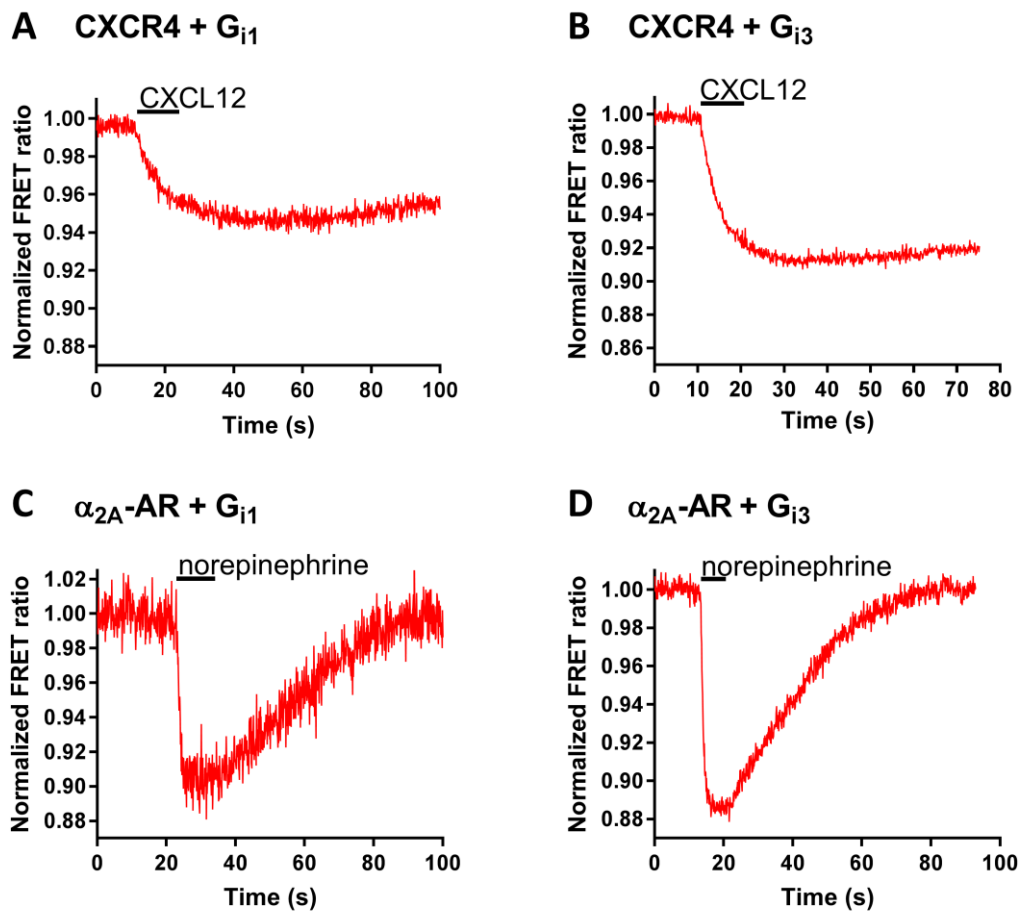 A CXCR4 + Gi1
CXCL12
Normalized FRET ratio
1.00
0.98
0.96
0.94
0.92
0.90
0.88
0 20 40 60 80 100
Time (s)
B CXCR4 + Gi3
CXCL12
Normalized FRET ratio
1.00
0.98
0.96
0.94
0.92
0.90
0.88
0.86
0 10 20 30 40 50 60 70 80
Time (s)
C α2A-AR + Gi1
norepinephrine
Normalized FRET ratio
1.02
1.00
0.98
0.96
0.94
0.92
0.90
0.88
0 20 40 60 80 100
Time (s)
D α2A-AR + Gi3
norepinephrine
Normalized FRET ratio
1.00
0.98
0.96
0.94
0.92
0.90
0.88
0 20 40 60 80 100
Time (s)